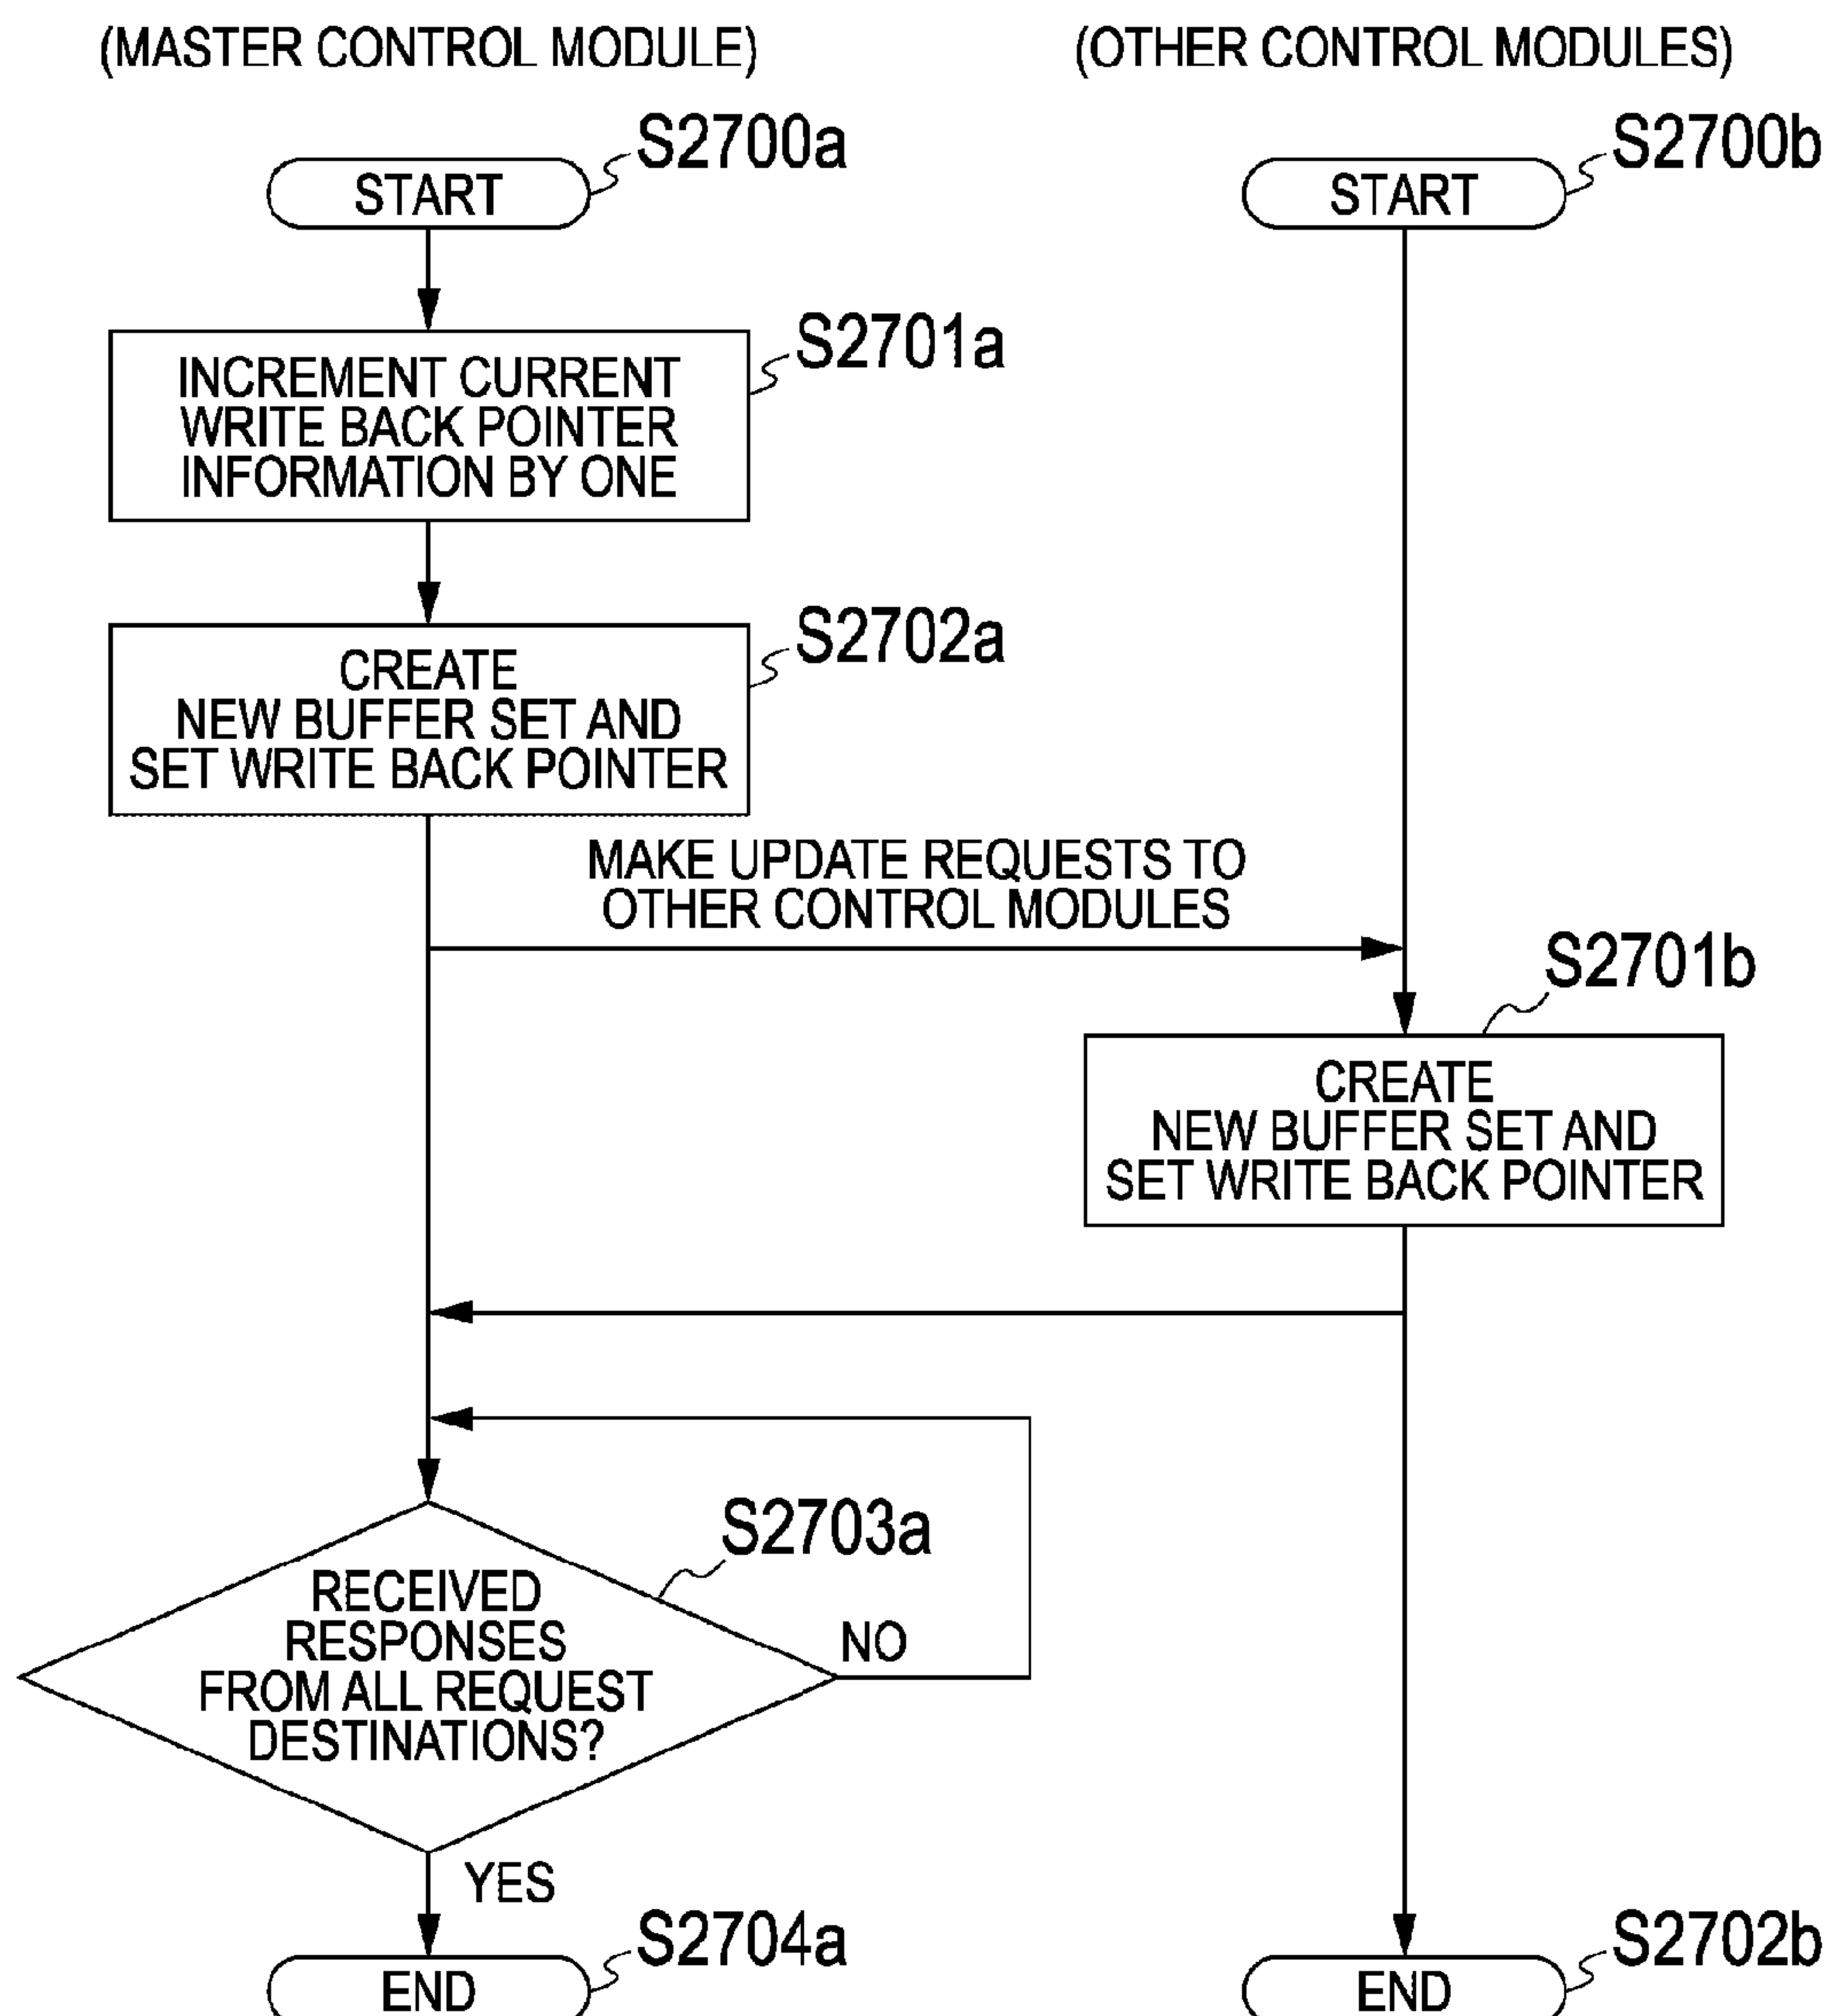 (MASTER CONTROL MODULE)
(OTHER CONTROL MODULES)
S2700a
START
S2700b
START
S2701a
INCREMENT CURRENT
WRITE BACK POINTER
INFORMATION BY ONE
S2702a
CREATE
NEW BUFFER SET AND
SET WRITE BACK POINTER
MAKE UPDATE REQUESTS TO
OTHER CONTROL MODULES
S2701b
CREATE
NEW BUFFER SET AND
SET WRITE BACK POINTER
S2703a
RECEIVED
RESPONSES
FROM ALL REQUEST
DESTINATIONS?
NO
YES
S2704a
END
S2702b
END